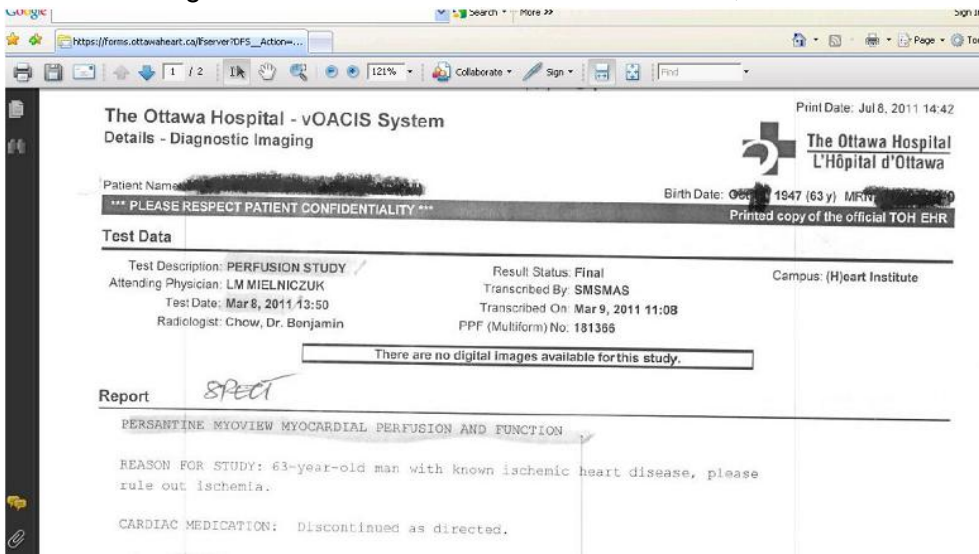 Google
Search
More >>
Sign In
https://forms.ottawaheart.ca/lfserver?DFS__Action=...
Page
1 / 2
121%
Collaborate
Sign
Find
Print Date: Jul 8, 2011 14:42
The Ottawa Hospital - vOACIS System
Details - Diagnostic Imaging
The Ottawa Hospital
L'Hôpital d'Ottawa
Patient Name
Birth Date: 1947 (63 y) MRN
*** PLEASE RESPECT PATIENT CONFIDENTIALITY ***
Printed copy of the official TOH EHR
Test Data
Test Description: PERFUSION STUDY
Result Status: Final
Campus: (H)eart Institute
Attending Physician: LM MIELNICZUK
Transcribed By: SMSMAS
Test Date: Mar 8, 2011 13:50
Transcribed On: Mar 9, 2011 11:08
Radiologist: Chow, Dr. Benjamin
PPF (Multiform) No: 181366
There are no digital images available for this study.
SPECT
Report
PERSANTINE MYOVIEW MYOCARDIAL PERFUSION AND FUNCTION
REASON FOR STUDY: 63-year-old man with known ischemic heart disease, please
rule out ischemia.
CARDIAC MEDICATION: Discontinued as directed.